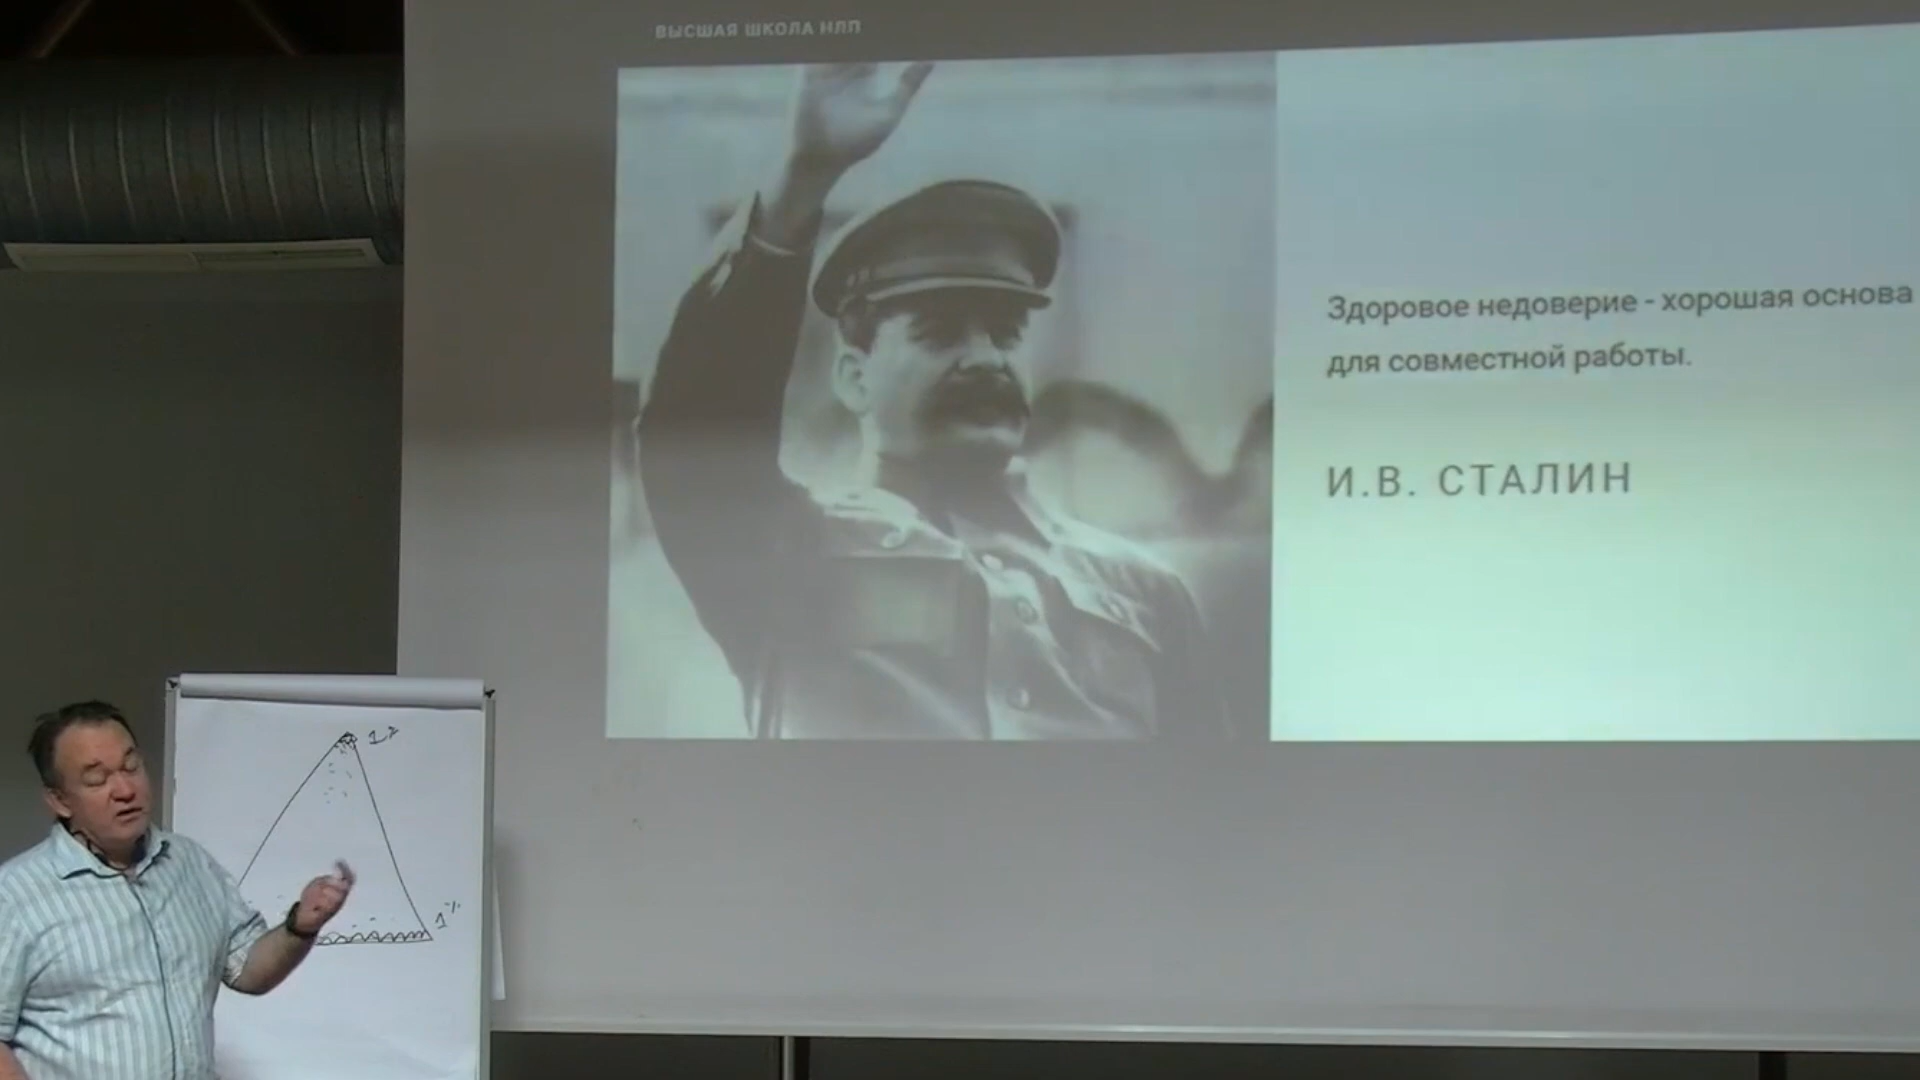 ВЫСШАЯ ШКОЛА НЛП
Здоровое недоверие - хорошая основа
для совместной работы.
И.В. СТАЛИН
1%
1%